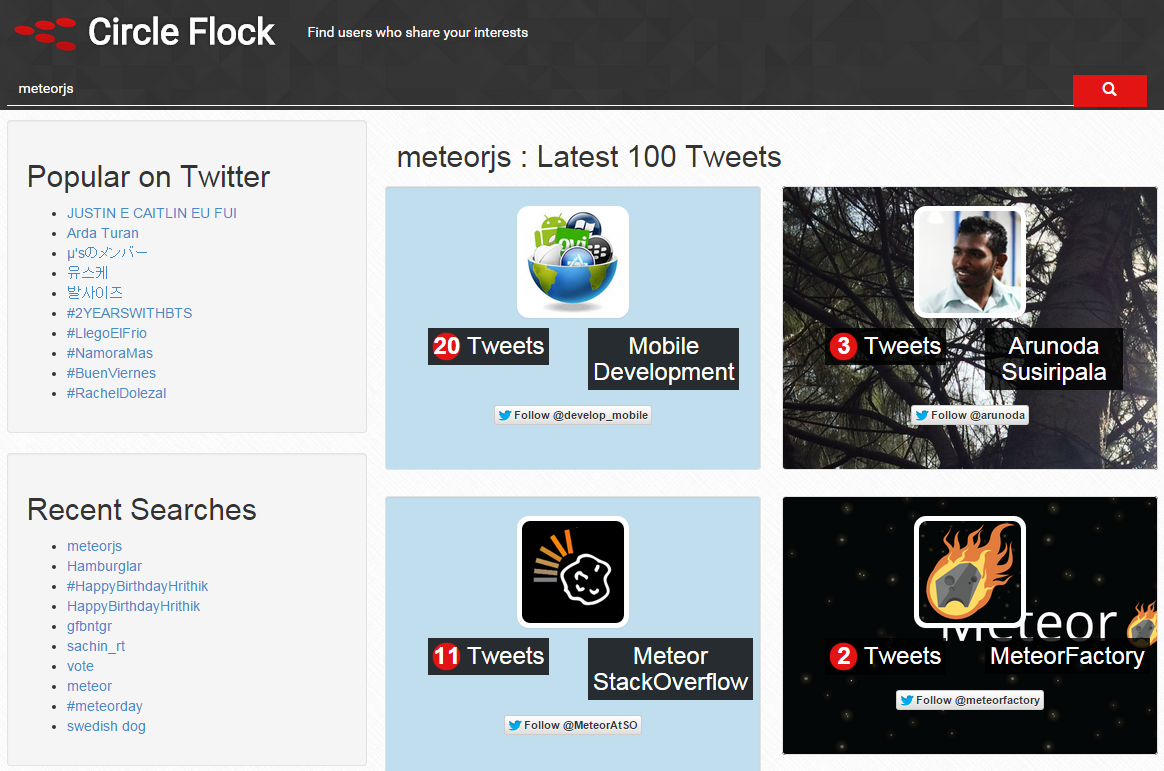 Circle Flock
Find users who share your interests
meteorjs
Popular on Twitter
JUSTIN E CAITLIN EU FUI
Arda Turan
μ'sのメンバー
유스케
발사이즈
#2YEARSWITHBTS
#LlegoElFrio
#NamoraMas
#BuenViernes
#RachelDolezal
Recent Searches
meteorjs
Hamburglar
#HappyBirthdayHrithik
HappyBirthdayHrithik
gfbntgr
sachin_rt
vote
meteor
#meteorday
swedish dog
meteorjs : Latest 100 Tweets
ovi
20 Tweets
Mobile
Development
Follow @develop_mobile
3 Tweets
Arunoda
Susiripala
Follow @arunoda
11 Tweets
Meteor
StackOverflow
Follow @MeteorAtSO
Meteor
2 Tweets
MeteorFactory
Follow @meteorfactory